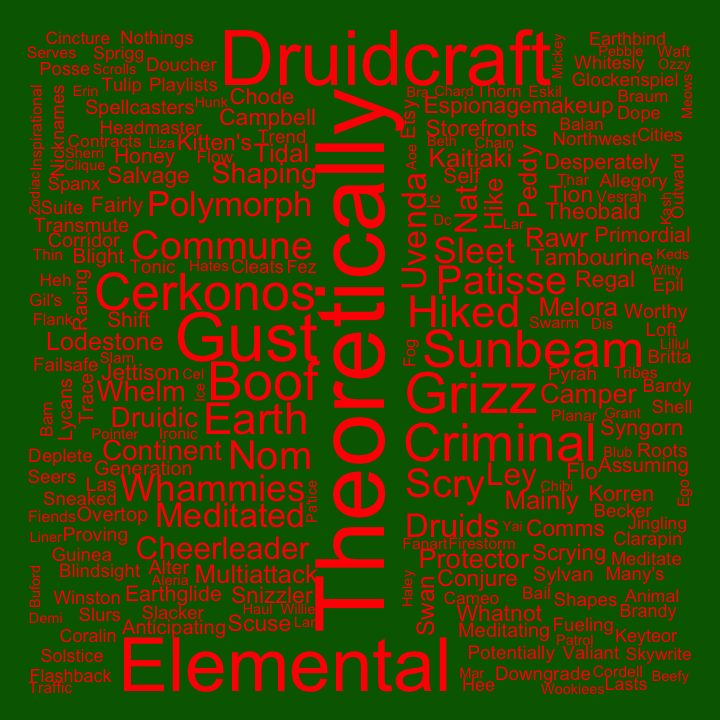 Cincture Nothings
Druidcraft
Mickey
Earthbind
Serves Sprigg
Pebble Waft
Posse Scrolls Doucher
Whitesly Ozzy
Erin Tulip Playlists
Glockenspiel
Inspirational
Nicknames
Spellcasters Hunk Chode
Bra Chard Thorn Eskil
Braum
Meows
Campbell
Etsy
Espionagemakeup
Dope
Headmaster
Storefronts
Balan
Contracts Liza Kitten's Trend
Beth Chain
Northwest Cities
Sherri Honey Flow Tidal
Aoe
Kaitiaki
Peddy
Desperately
Clique
Zodiac
Spanx Salvage Shaping
Self
Thar Allegory
Outward
Theoretically
Uvenda
Ic
Nat
Hike
Tion Vesrah
Kash
Suite Fairly Polymorph
Dc
Lar
Theobald
Transmute
Rawr Primordial
Corridor
Commune
Sleet
Tambourine Keds
Thin Blight Tonic Hates Cleats Fez
Patisse Regal Witty
Heh
Racing
Cerkonos
Epil
Gil's
Hiked Melora Worthy
Flank Shift
Gust
Swarm Dis Loft
Lodestone
Fog
Sunbeam
Lillul
Slam
Britta
Failsafe Jettison Cel
Pyrah Tribes
Bam
Lycans
Trace
Whelm
Ice
Boof
Grizz
Camper Bardy
Druidic Earth
Planar Grant Shell
Pointer Ironic
Criminal
Syngorn
Deplete Continent Nom
Blub Roots
Generation
Scry Ley Flo Assuming
Seers Las Whammies
Pa'tice
Chibi
Ego
Sneaked
Mainly Korren
Fiends Overtop Meditated
Druids Yai Comms Becker
Liner Proving
Jingling
Fanart Firestorm
Clarapin
Guinea Cheerleader
Protector Scrying Meditate
Blindsight Alter Multiattack
Conjure Sylvan Many's
Alena
Buford
Winston Earthglide Snizzler
Haley
Swan
Cameo Bail Shapes Animal
Demi Slurs Slacker Haul Willie
Whatnot Brandy
Anticipating Scuse Lar
Meditating Fueling
Coralin
Patrol Keyteor
Solstice
Elemental
Potentially Valiant Skywrite
Flashback
Mar Downgrade Cordell Beefy
Traffic
Hee Wookiees Lasts